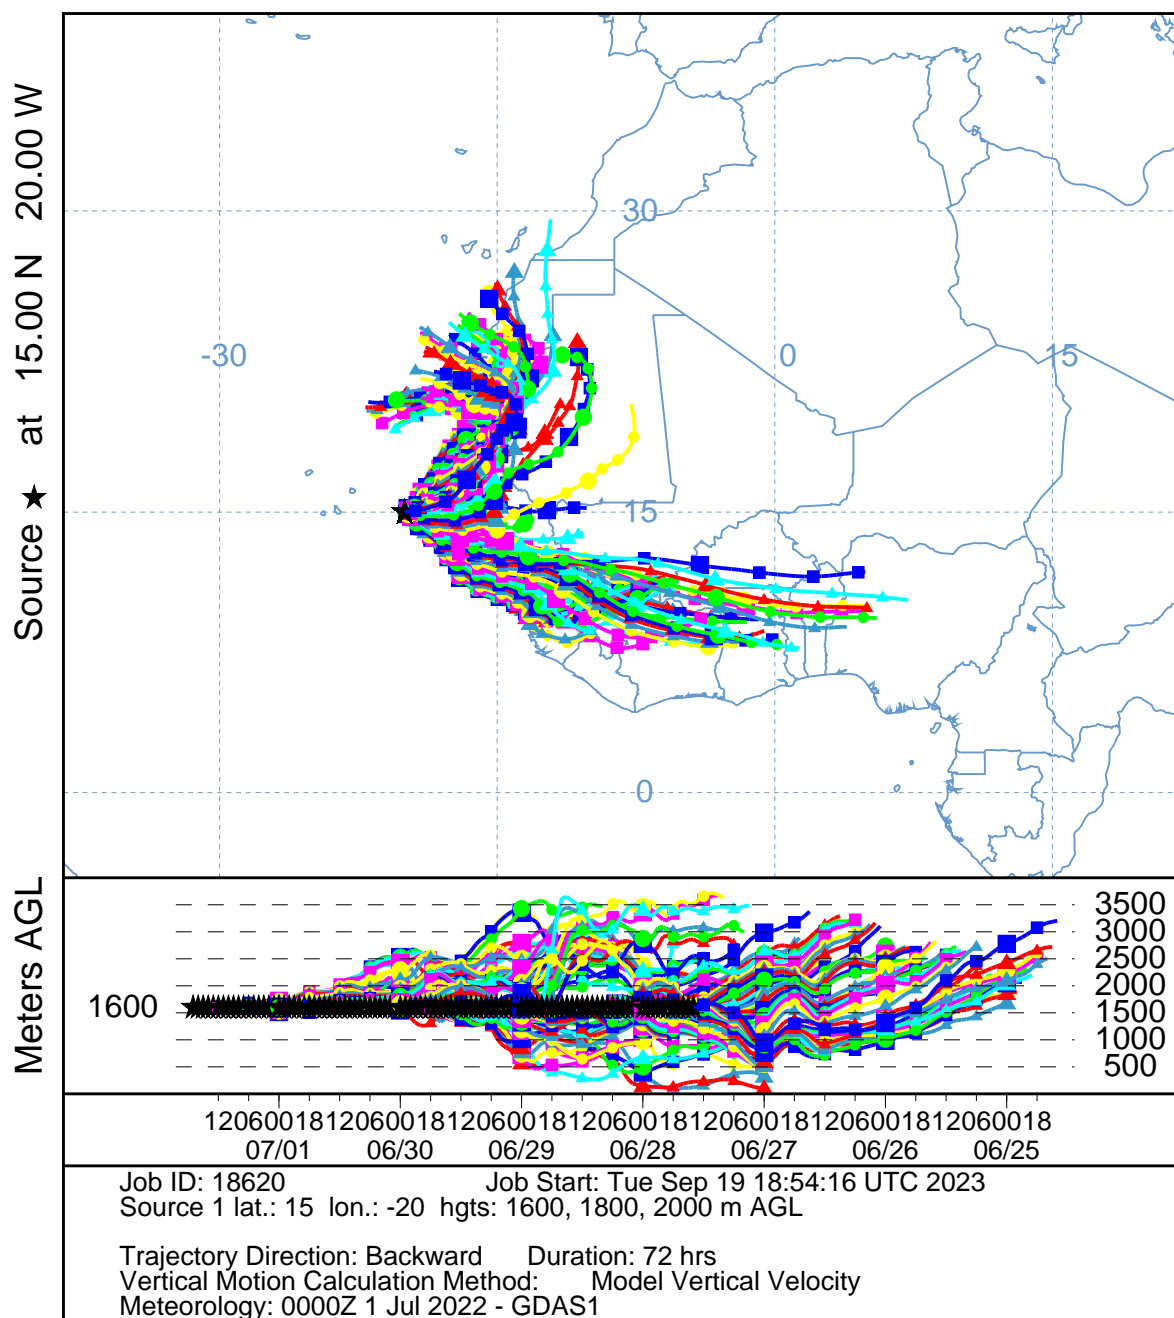 Source ★ at 15.00 N 20.00 W
30
-30
0
15
15
0
Meters AGL
1600
3500
3000
2500
2000
1500
1000
500
12060018120600181206001812060018120600181206001812060018
07/01 06/30 06/29 06/28 06/27 06/26 06/25
Job ID: 18620 Job Start: Tue Sep 19 18:54:16 UTC 2023
Source 1 lat.: 15 lon.: -20 hgts: 1600, 1800, 2000 m AGL
Trajectory Direction: Backward Duration: 72 hrs
Vertical Motion Calculation Method: Model Vertical Velocity
Meteorology: 0000Z 1 Jul 2022 - GDAS1